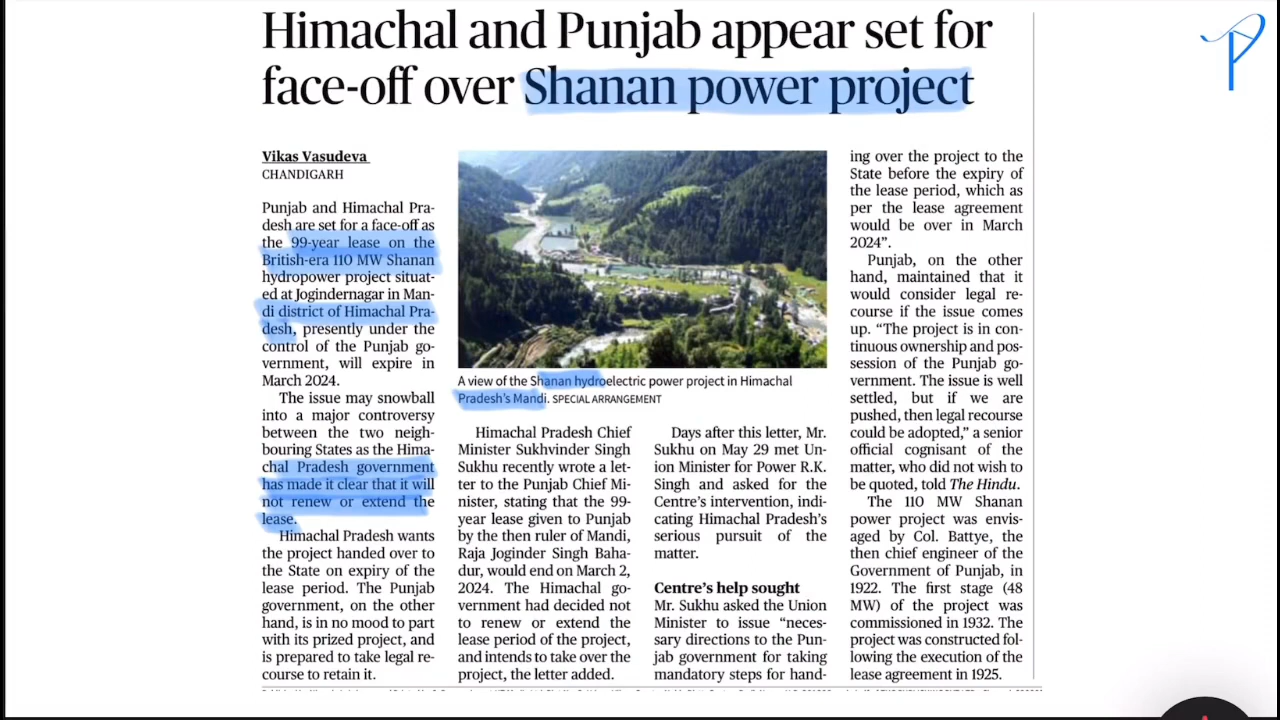 Himachal and Punjab appear set for
face-off over Shanan power project
Vikas Vasudeva
CHANDIGARH
Punjab and Himachal Pra-
desh are set for a face-off as
the 99-year lease on the
British-era 110 MW Shanan
hydropower project situat-
ed at Jogindernagar in Man-
di district of Himachal Pra-
desh, presently under the
control of the Punjab go-
vernment, will expire in
March 2024.
The issue may snowball
into a major controversy
between the two neigh-
bouring States as the Hima-
chal Pradesh government
has made it clear that it will
not renew or extend the
lease.
Himachal Pradesh wants
the project handed over to
the State on expiry of the
lease period. The Punjab
government, on the other
hand, is in no mood to part
with its prized project, and
is prepared to take legal re-
course to retain it.
A view of the Shanan hydroelectric power project in Himachal
Pradesh's Mandi. SPECIAL ARRANGEMENT
Himachal Pradesh Chief
Minister Sukhvinder Singh
Sukhu recently wrote a let-
ter to the Punjab Chief Mi-
nister, stating that the 99-
year lease given to Punjab
by the then ruler of Mandi,
Raja Joginder Singh Baha-
dur, would end on March 2,
2024. The Himachal go-
vernment had decided not
to renew or extend the
lease period of the project,
and intends to take over the
project, the letter added.
Days after this letter, Mr.
Sukhu on May 29 met Un-
ion Minister for Power R.K.
Singh and asked for the
Centre's intervention, indi-
cating Himachal Pradesh's
serious pursuit of the
matter.
Centre's help sought
Mr. Sukhu asked the Union
Minister to issue “neces-
sary directions to the Pun-
jab government for taking
mandatory steps for hand-
ing over the project to the
State before the expiry of
the lease period, which as
per the lease agreement
would be over in March
2024”.
Punjab, on the other
hand, maintained that it
would consider legal re-
course if the issue comes
up. “The project is in con-
tinuous ownership and pos-
session of the Punjab go-
vernment. The issue is well
settled, but if we are
pushed, then legal recourse
could be adopted,” a senior
official cognisant of the
matter, who did not wish to
be quoted, told The Hindu.
The 110 MW Shanan
power project was envis-
aged by Col. Battye, the
then chief engineer of the
Government of Punjab, in
1922. The first stage (48
MW) of the project was
commissioned in 1932. The
project was constructed fol-
lowing the execution of the
lease agreement in 1925.